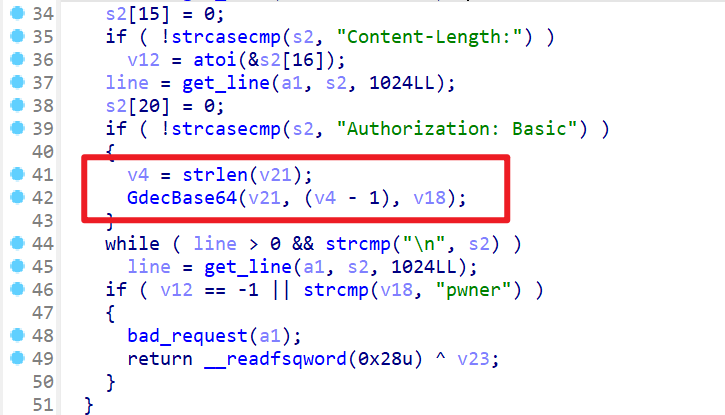 34 s2[15] = 0;
35 if ( !strcasecmp(s2, "Content-Length:") )
36 v12 = atoi(&s2[16]);
37 line = get_line(a1, s2, 1024LL);
38 s2[20] = 0;
39 if ( !strcasecmp(s2, "Authorization: Basic") )
40 {
41 v4 = strlen(v21);
42 GdecBase64(v21, (v4 - 1), v18);
43 }
44 while ( line > 0 && strcmp("\n", s2) )
45 line = get_line(a1, s2, 1024LL);
46 if ( v12 == -1 || strcmp(v18, "pwner") )
47 {
48 bad_request(a1);
49 return __readfsqword(0x28u) ^ v23;
50 }
51 }